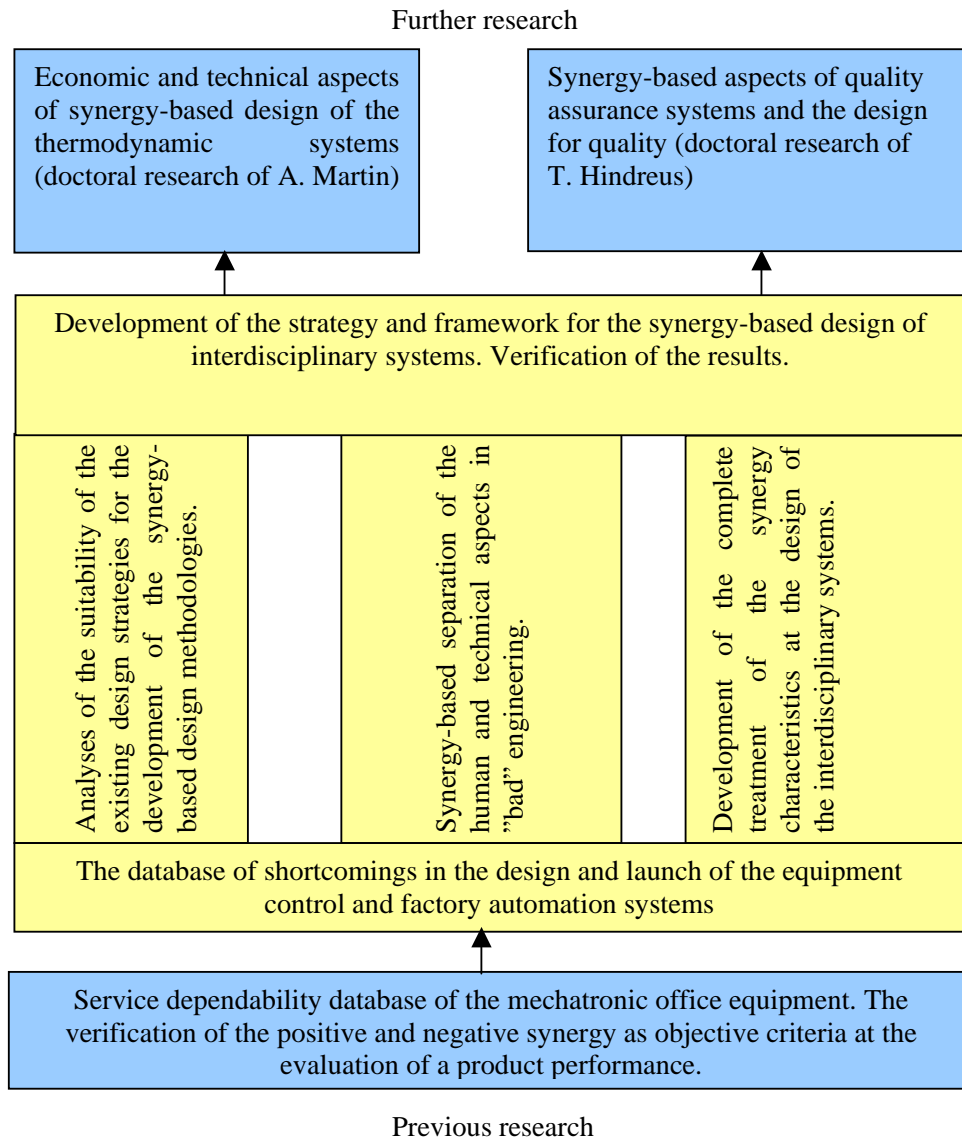 Further research
Economic and technical aspects
of synergy-based design of the
thermodynamic systems
(doctoral research of A. Martin)
Synergy-based aspects of quality
assurance systems and the design
for quality (doctoral research of
T. Hindreus)
Development of the strategy and framework for the synergy-based design of
interdisciplinary systems. Verification of the results.
Analyses of the suitability of the
existing design strategies for the
development of the synergy-
based design methodologies.
Synergy-based separation of the
human and technical aspects in
”bad” engineering.
Development of the complete
treatment of the synergy
characteristics at the design of
the interdisciplinary systems.
The database of shortcomings in the design and launch of the equipment
control and factory automation systems
Service dependability database of the mechatronic office equipment. The
verification of the positive and negative synergy as objective criteria at the
evaluation of a product performance.
Previous research